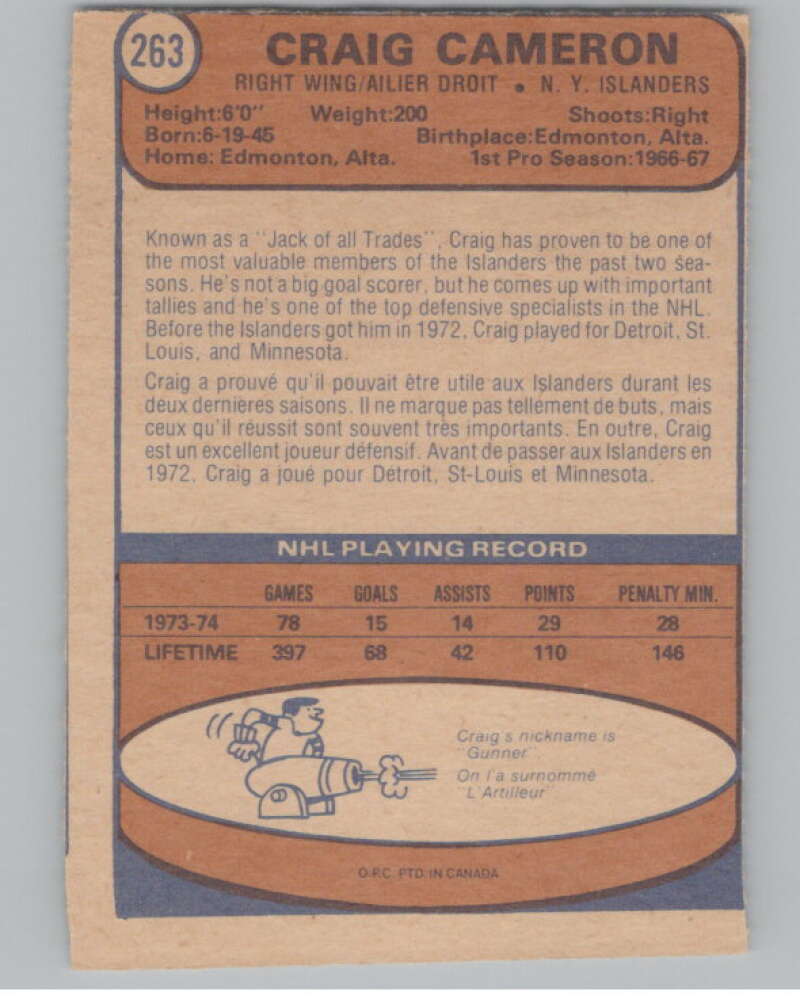 263
CRAIG CAMERON
RIGHT WING/AILIER DROIT • N. Y. ISLANDERS
Height:6'0" Weight:200 Shoots:Right
Born:6-19-45 Birthplace:Edmonton, Alta.
Home: Edmonton, Alta. 1st Pro Season:1966-67
Known as a "Jack of all Trades", Craig has proven to be one of
the most valuable members of the Islanders the past two sea-
sons. He's not a big goal scorer, but he comes up with important
tallies and he's one of the top defensive specialists in the NHL.
Before the Islanders got him in 1972, Craig played for Detroit, St.
Louis, and Minnesota.
Craig a prouvé qu'il pouvait être utile aux Islanders durant les
deux dernières saisons. Il ne marque pas tellement de buts, mais
ceux qu'il réussit sont souvent très importants. En outre, Craig
est un excellent joueur défensif. Avant de passer aux Islanders en
1972, Craig a joué pour Détroit, St-Louis et Minnesota.
NHL PLAYING RECORD
GAMES GOALS ASSISTS POINTS PENALTY MIN.
1973-74 78 15 14 29 28
LIFETIME 397 68 42 110 146
Craig s nickname is
"Gunner".
On l'a surnommé
"L'Artilleur"
O.P.C. PTD. IN CANADA